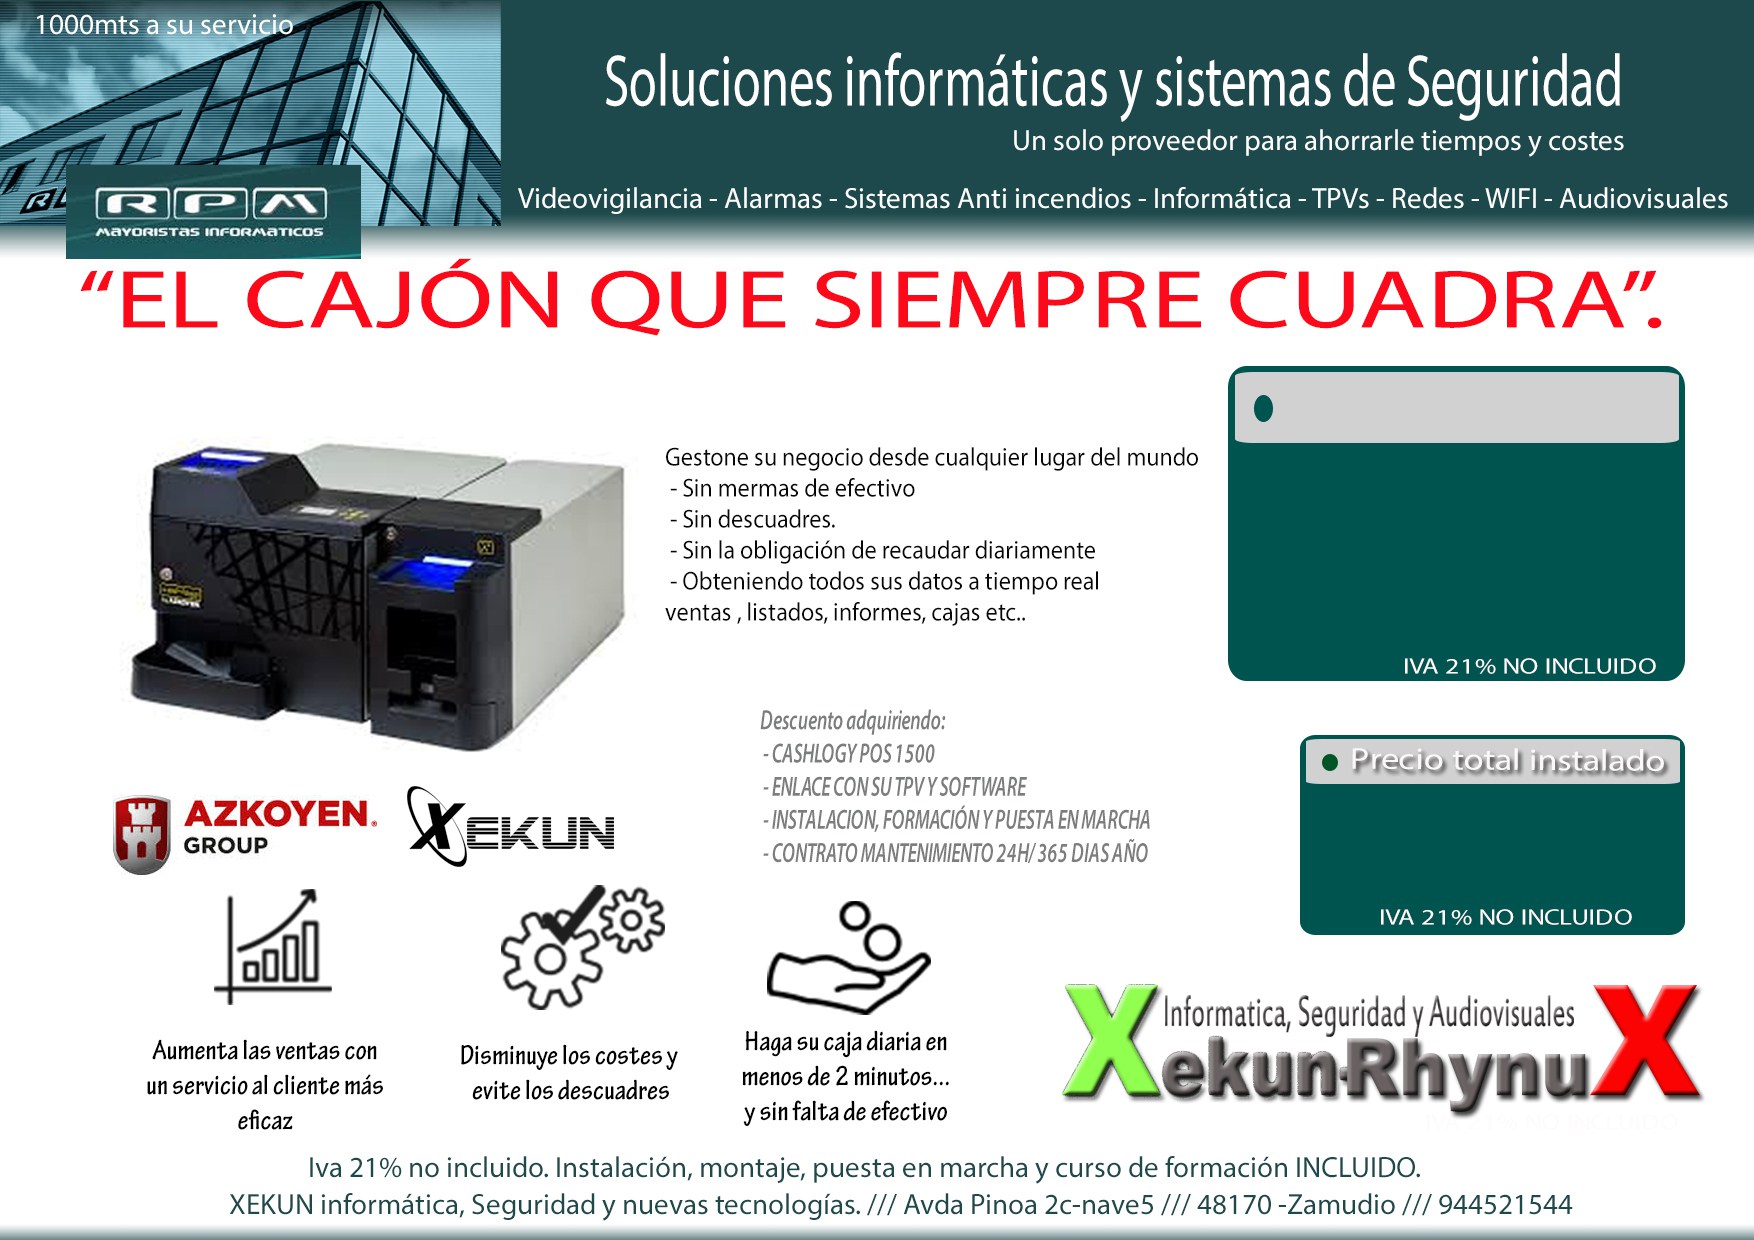 1000mts a su servicio
Soluciones informáticas y sistemas de Seguridad
Un solo proveedor para ahorrarle tiempos y costes
RPM
MAYORISTAS INFORMATICOS
Videovigilancia - Alarmas - Sistemas Anti incendios - Informática - TPVs - Redes - WIFI - Audiovisuales
“EL CAJÓN QUE SIEMPRE CUADRA”.
Gestone su negocio desde cualquier lugar del mundo
- Sin mermas de efectivo
- Sin descuadres.
- Sin la obligación de recaudar diariamente
- Obteniendo todos sus datos a tiempo real
ventas , listados, informes, cajas etc..
IVA 21% NO INCLUIDO
Descuento adquiriendo:
- CASHLOGY POS 1500
- ENLACE CON SU TPV Y SOFTWARE
- INSTALACION, FORMACIÓN Y PUESTA EN MARCHA
- CONTRATO MANTENIMIENTO 24H/ 365 DIAS AÑO
Precio total instalado
IVA 21% NO INCLUIDO
AZKOYEN
GROUP
XEKUN
Aumenta las ventas con
un servicio al cliente más
eficaz
Disminuye los costes y
evite los descuadres
Haga su caja diaria en
menos de 2 minutos...
y sin falta de efectivo
Informatica, Seguridad y Audiovisuales
Xekun-RhynuX
IVA 21% NO INCLUIDO
Iva 21% no incluido. Instalación, montaje, puesta en marcha y curso de formación INCLUIDO.
XEKUN informática, Seguridad y nuevas tecnologías. /// Avda Pinoa 2c-nave5 /// 48170 -Zamudio /// 944521544